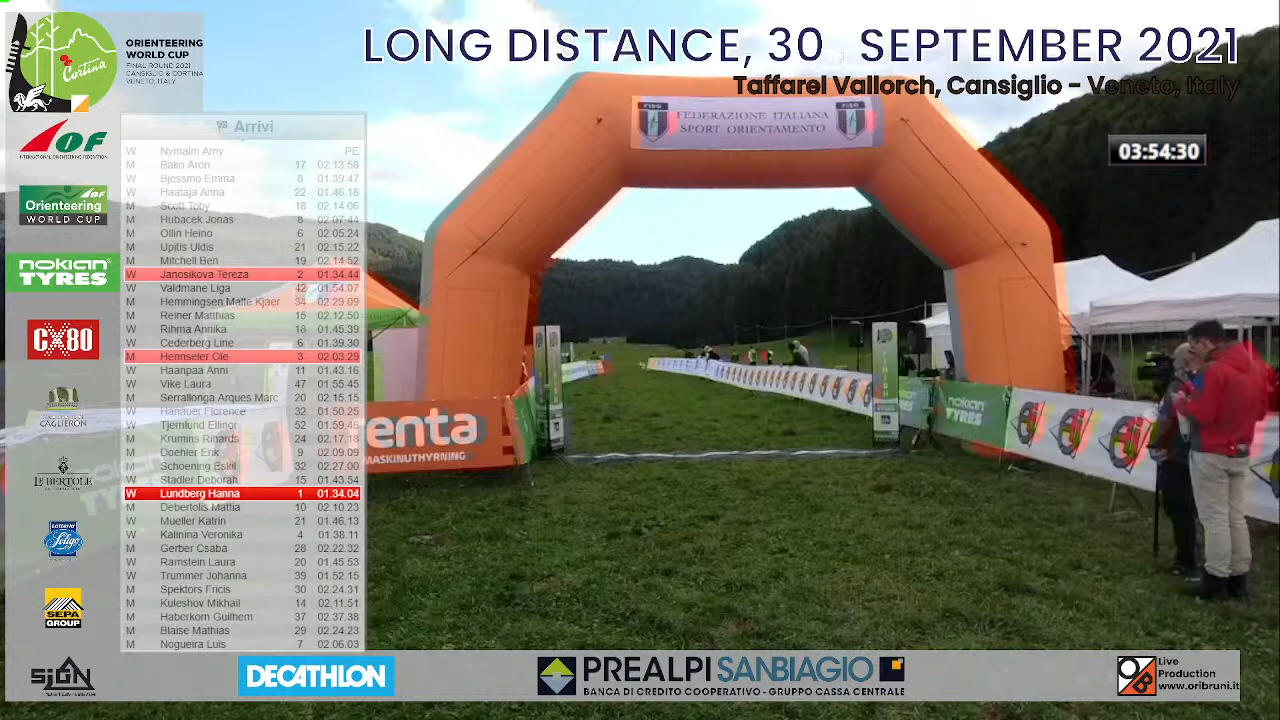 LONG DISTANCE, 30 SEPTEMBER 2021
Taffarel Vallorch, Cansiglio - Veneto, Italy
ORIENTEERING
WORLD CUP
FINAL ROUND 2021
CANSIGLIO & CORTINA
VENETO, ITALY
Cortina
IOF
INTERNATIONAL ORIENTEERING FEDERATION
IOF
Orienteering
WORLD CUP
NOKIAN
TYRES
CX80
CAGLIERON
LE BERTOLE
Soligo
SEPA
GROUP
03:54:30
Arrivi
W Nymalm Amy PE
M Bako Aron 17 02.13.58
W Bjessmo Emma 8 01.39.47
W Haataja Anna 22 01.46.18
M Scott Toby 18 02.14.06
M Hubacek Jonas 8 02.07.44
M Ollin Heino 6 02.05.24
M Upitis Uldis 21 02.15.22
M Mitchell Ben 19 02.14.52
W Janosikova Tereza 2 01.34.44
W Valdmane Liga 42 01.54.07
M Hemmingsen Malte Kjaer 34 02.29.09
M Reiner Matthias 15 02.12.50
W Rihma Annika 18 01.45.39
W Cederberg Line 6 01.39.30
M Hennseler Ole 3 02.03.29
W Haanpaa Anni 11 01.43.16
W Vike Laura 47 01.55.45
M Serrallonga Arques Marc 20 02.15.15
W Hanauer Florence 32 01.50.25
W Tjernlund Ellinor 52 01.59.46
M Krumins Rinards 24 02.17.18
M Doehler Erik 9 02.09.09
M Schoening Eskil 32 02.27.00
W Stadler Deborah 15 01.43.54
W Lundberg Hanna 1 01.34.04
M Debertolis Mattia 10 02.10.23
W Mueller Katrin 21 01.46.13
W Kalinina Veronika 4 01.38.11
M Gerber Csaba 28 02.22.32
W Ramstein Laura 20 01.45.53
W Trummer Johanna 39 01.52.15
M Spektors Fricis 30 02.24.31
M Kuleshov Mikhail 14 02.11.51
M Haberkorn Guilhem 37 02.37.38
M Blaise Mathias 29 02.24.23
M Nogueira Luis 7 02.06.03
FISO
FEDERAZIONE ITALIANA
SPORT ORIENTAMENTO
FISO
enta
MASKINUTHYRNING
NOKIAN
TYRES
SIGN
DECATHLON
PREALPI SANBIAGIO
BANCA DI CREDITO COOPERATIVO - GRUPPO CASSA CENTRALE
Live
Production
www.oribruni.it